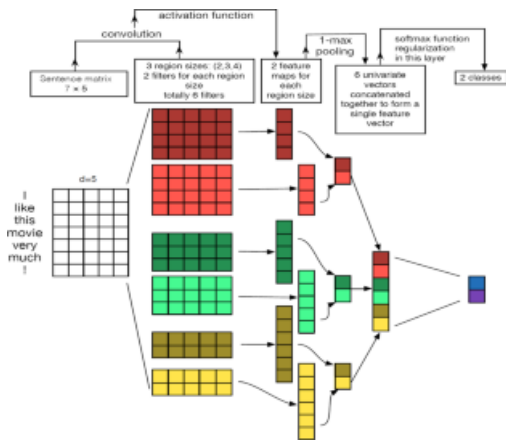 activation function
convolution
1-max
pooling
softmax function
regularization
in this layer
Sentence matrix
7 × 5
3 region sizes: (2,3,4)
2 filters for each region
size
totally 6 filters
2 feature
maps for
each
region size
6 univariate
vectors
concatenated
together to form a
single feature
vector
2 classes
d=5
I
like
this
movie
very
much
!